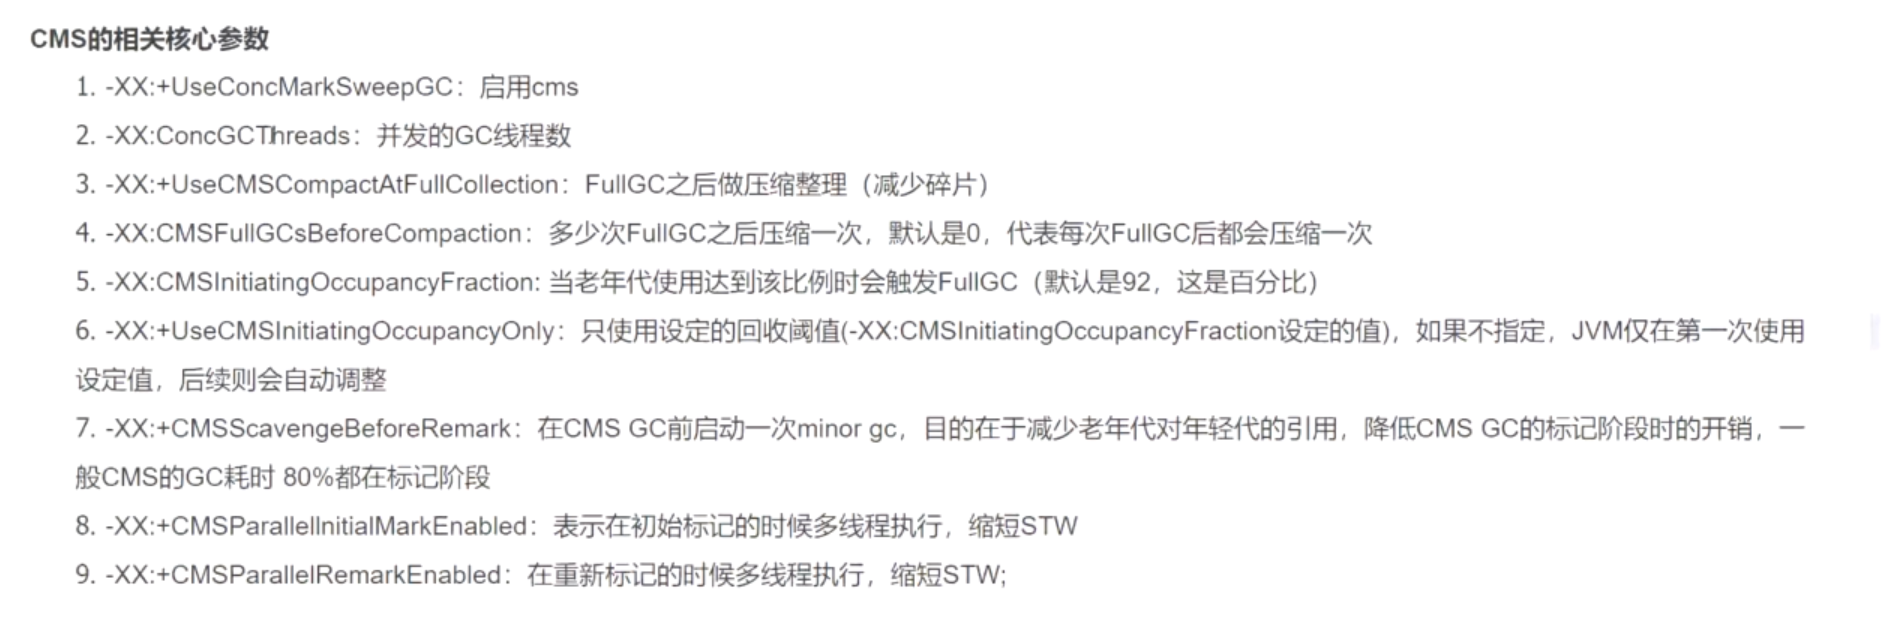 CMS的相关核心参数
1. -XX:+UseConcMarkSweepGC：启用cms
2. -XX:ConcGCThreads：并发的GC线程数
3. -XX:+UseCMSCompactAtFullCollection：FullGC之后做压缩整理（减少碎片）
4. -XX:CMSFullGCsBeforeCompaction：多少次FullGC之后压缩一次，默认是0，代表每次FullGC后都会压缩一次
5. -XX:CMSInitiatingOccupancyFraction: 当老年代使用达到该比例时会触发FullGC（默认是92，这是百分比）
6. -XX:+UseCMSInitiatingOccupancyOnly：只使用设定的回收阈值(-XX:CMSInitiatingOccupancyFraction设定的值)，如果不指定，JVM仅在第一次使用
设定值，后续则会自动调整
7. -XX:+CMSScavengeBeforeRemark：在CMS GC前启动一次minor gc，目的在于减少老年代对年轻代的引用，降低CMS GC的标记阶段时的开销，一
般CMS的GC耗时 80%都在标记阶段
8. -XX:+CMSParallellInitialMarkEnabled：表示在初始标记的时候多线程执行，缩短STW
9. -XX:+CMSParallelRemarkEnabled：在重新标记的时候多线程执行，缩短STW;